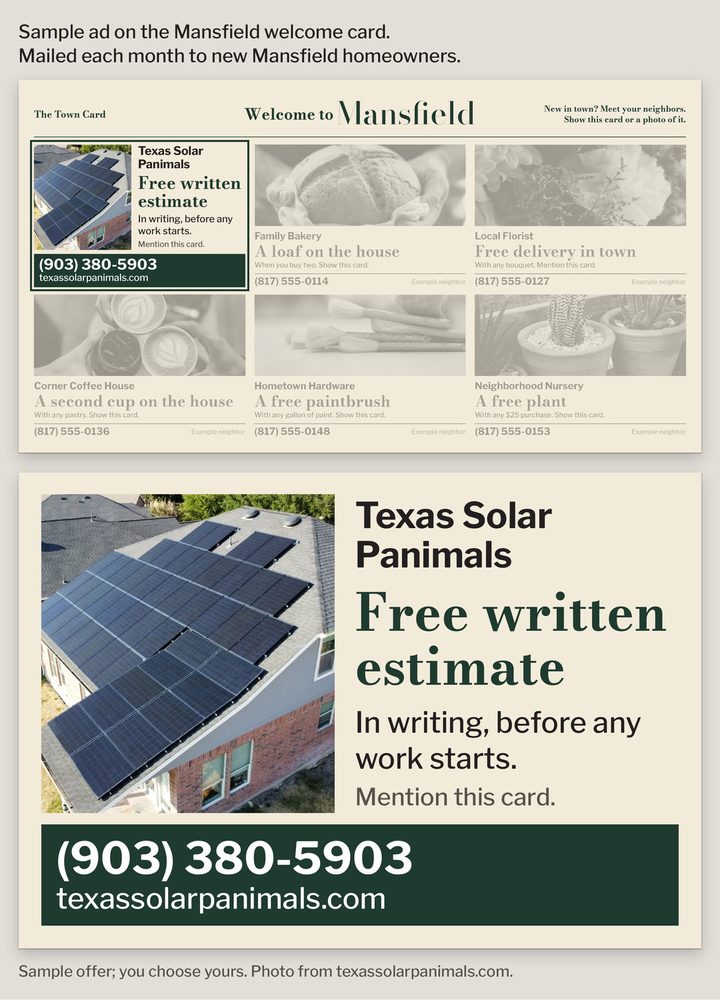 Sample ad on the Mansfield welcome card.
Mailed each month to new Mansfield homeowners.
The Town Card
Welcome to Mansfield
New in town? Meet your neighbors.
Show this card or a photo of it.
Texas Solar
Panimals
Free written
estimate
In writing, before any
work starts.
Mention this card.
(903) 380-5903
texassolarpanimals.com
Family Bakery
A loaf on the house
When you buy two. Show this card.
(817) 555-0114
Example neighbor
Local Florist
Free delivery in town
With any bouquet. Mention this card.
(817) 555-0127
Example neighbor
Corner Coffee House
A second cup on the house
With any pastry. Show this card.
(817) 555-0136
Example neighbor
Hometown Hardware
A free paintbrush
With any gallon of paint. Show this card.
(817) 555-0148
Example neighbor
Neighborhood Nursery
A free plant
With any $25 purchase. Show this card.
(817) 555-0153
Example neighbor
Texas Solar
Panimals
Free written
estimate
In writing, before any
work starts.
Mention this card.
(903) 380-5903
texassolarpanimals.com
Sample offer; you choose yours. Photo from texassolarpanimals.com.